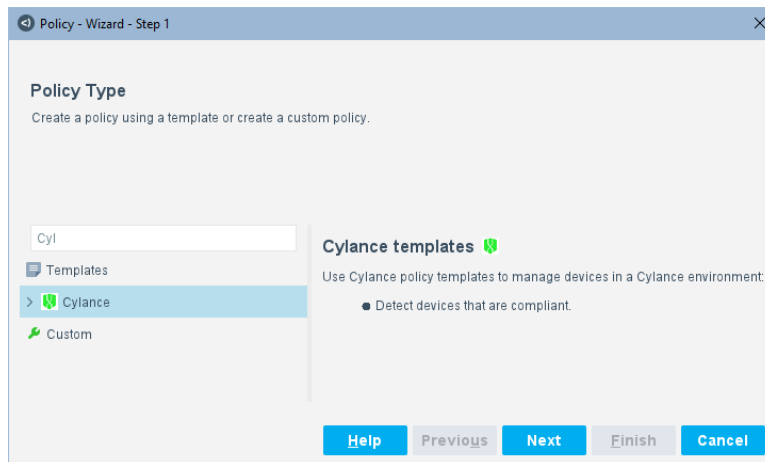 Policy - Wizard - Step 1
Policy Type
Create a policy using a template or create a custom policy.
Cyl
Templates
Cylance
Custom
Cylance templates
Use Cylance policy templates to manage devices in a Cylance environment:
Detect devices that are compliant.
Help
Previous
Next
Finish
Cancel